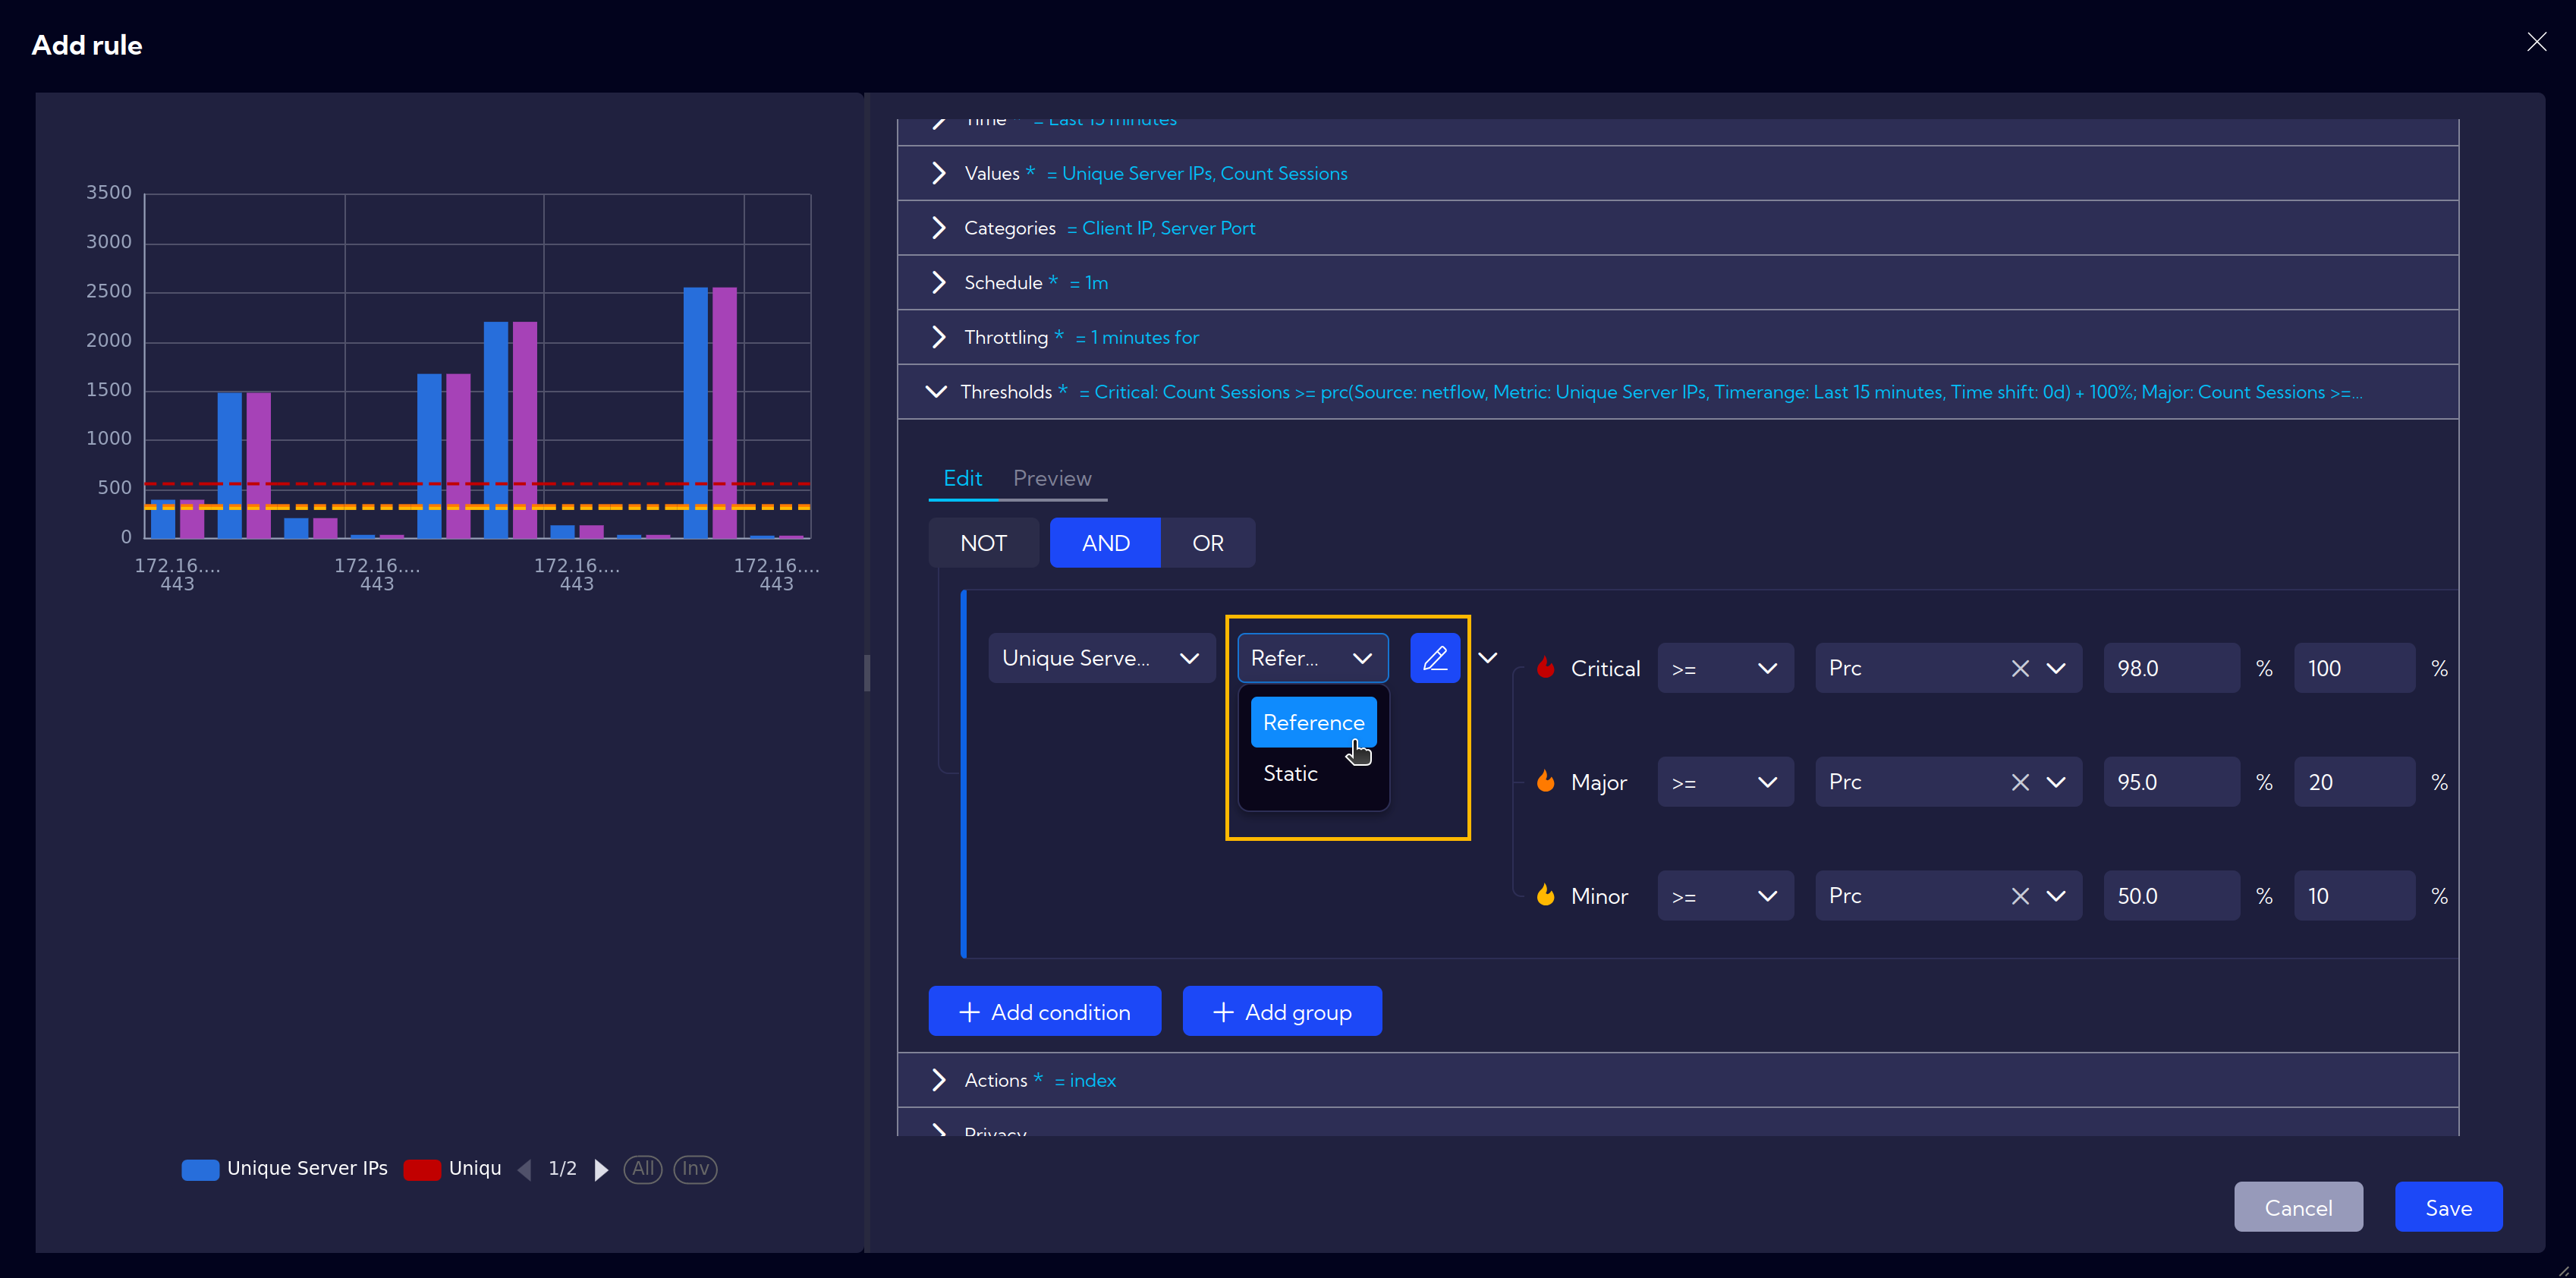 Add rule
3500
3000
2500
2000
1500
1000
500
0
172.16.... 172.16.... 172.16.... 172.16....
443 443 443 443
Unique Server IPs Uniqu 1/2 All Inv
Time * = Last 15 minutes
Values * = Unique Server IPs, Count Sessions
Categories = Client IP, Server Port
Schedule * = 1m
Throttling * = 1 minutes for
Thresholds * = Critical: Count Sessions >= prc(Source: netflow, Metric: Unique Server IPs, Timerange: Last 15 minutes, Time shift: 0d) + 100%; Major: Count Sessions >=...
Edit Preview
NOT AND OR
Unique Serve... Refer...
Reference
Static
Critical >= Prc 98.0 % 100 %
Major >= Prc 95.0 % 20 %
Minor >= Prc 50.0 % 10 %
+ Add condition + Add group
Actions * = index
Privacy
Cancel Save